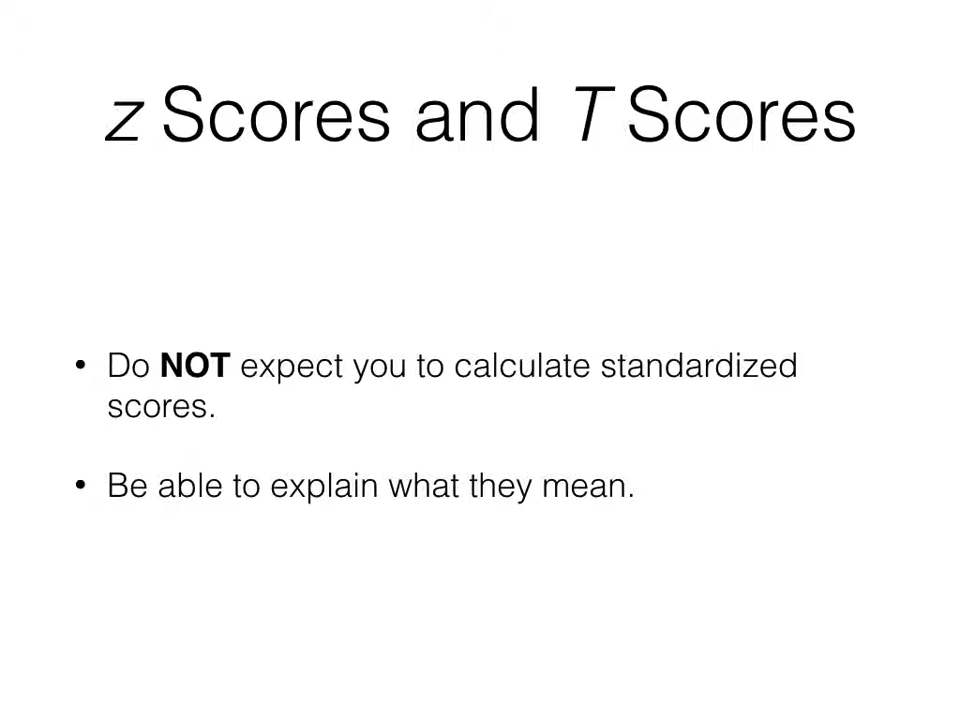 z Scores and T Scores
• Do NOT expect you to calculate standardized
scores.
• Be able to explain what they mean.